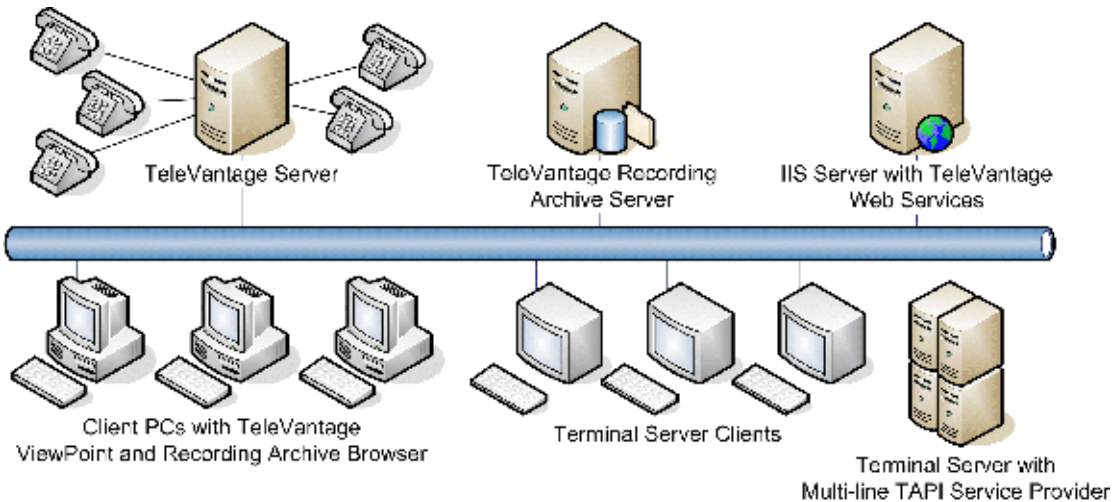 TeleVantage Server
TeleVantage Recording
Archive Server
IIS Server with TeleVantage
Web Services
Client PCs with TeleVantage
ViewPoint and Recording Archive Browser
Terminal Server Clients
Terminal Server with
Multi-line TAPI Service Provider